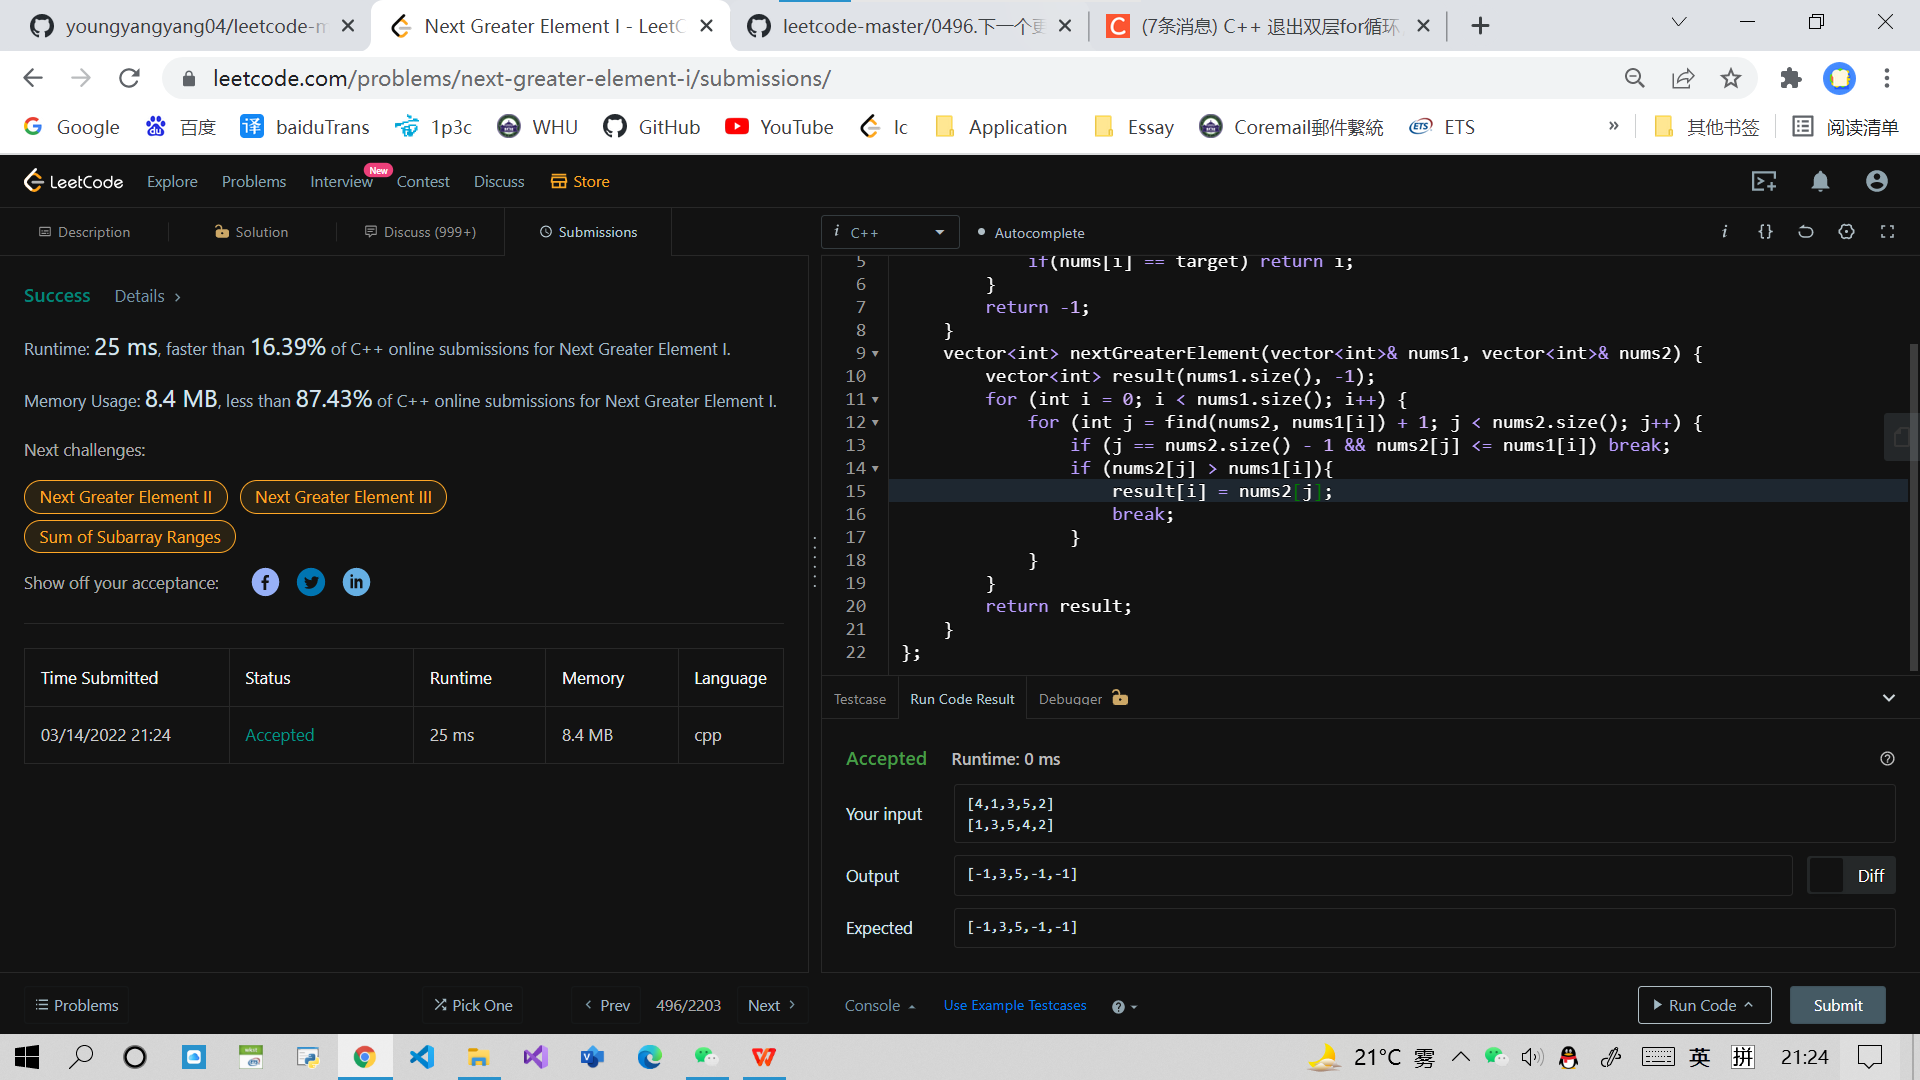 youngyangyang04/leetcode-m
Next Greater Element I - LeetC
leetcode-master/0496.下一个更
(7条消息) C++ 退出双层for循环
leetcode.com/problems/next-greater-element-i/submissions/
Google
百度
baiduTrans
1p3c
WHU
GitHub
YouTube
lc
Application
Essay
Coremail郵件繫統
ETS
»
其他书签
阅读清单
LeetCode
Explore
Problems
Interview
New
Contest
Discuss
Store
Description
Solution
Discuss (999+)
Submissions
i C++
Autocomplete
Success Details >
Runtime: 25 ms, faster than 16.39% of C++ online submissions for Next Greater Element I.
Memory Usage: 8.4 MB, less than 87.43% of C++ online submissions for Next Greater Element I.
Next challenges:
Next Greater Element II
Next Greater Element III
Sum of Subarray Ranges
Show off your acceptance:
Time Submitted Status Runtime Memory Language
03/14/2022 21:24 Accepted 25 ms 8.4 MB cpp
5 if(nums[i] == target) return i;
6 }
7 return -1;
8 }
9 vector<int> nextGreaterElement(vector<int>& nums1, vector<int>& nums2) {
10 vector<int> result(nums1.size(), -1);
11 for (int i = 0; i < nums1.size(); i++) {
12 for (int j = find(nums2, nums1[i]) + 1; j < nums2.size(); j++) {
13 if (j == nums2.size() - 1 && nums2[j] <= nums1[i]) break;
14 if (nums2[j] > nums1[i]){
15 result[i] = nums2[j];
16 break;
17 }
18 }
19 }
20 return result;
21 }
22 };
Testcase
Run Code Result
Debugger
Accepted Runtime: 0 ms
Your input
[4,1,3,5,2]
[1,3,5,4,2]
Output
[-1,3,5,-1,-1]
Diff
Expected
[-1,3,5,-1,-1]
Problems
Pick One
< Prev
496/2203
Next >
Console
Use Example Testcases
Run Code
Submit
21°C 雾
英
拼
21:24